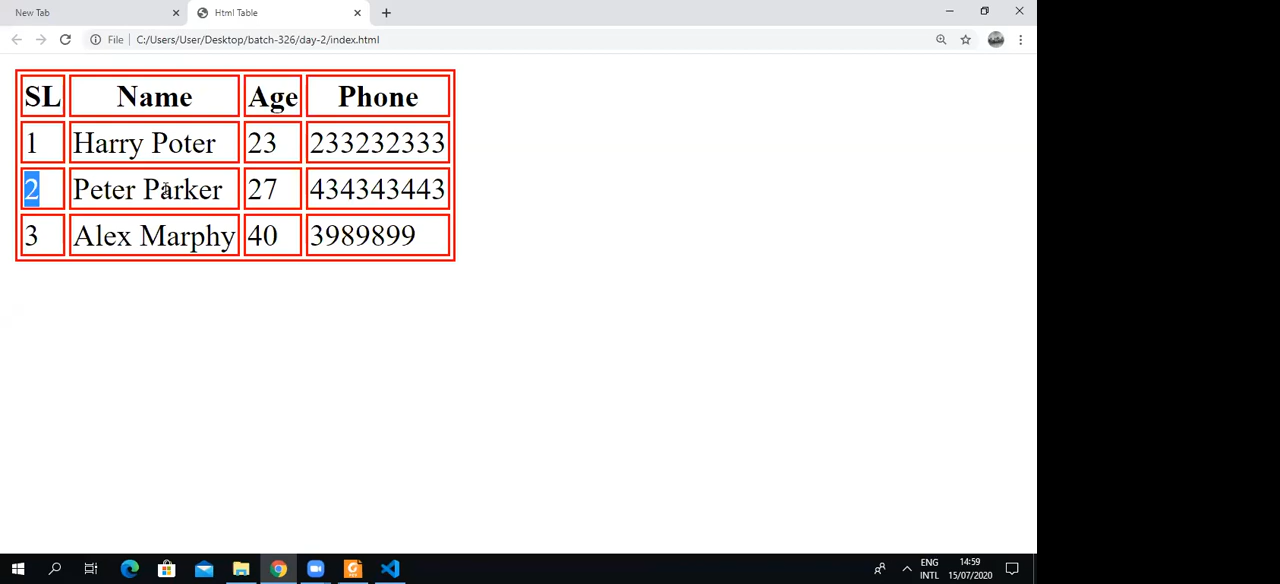 New Tab
Html Table
File C:/Users/User/Desktop/batch-326/day-2/index.html
SL Name Age Phone
1 Harry Poter 23 233232333
2 Peter Parker 27 434343443
3 Alex Marphy 40 3989899
ENG 14:59
INTL 15/07/2020